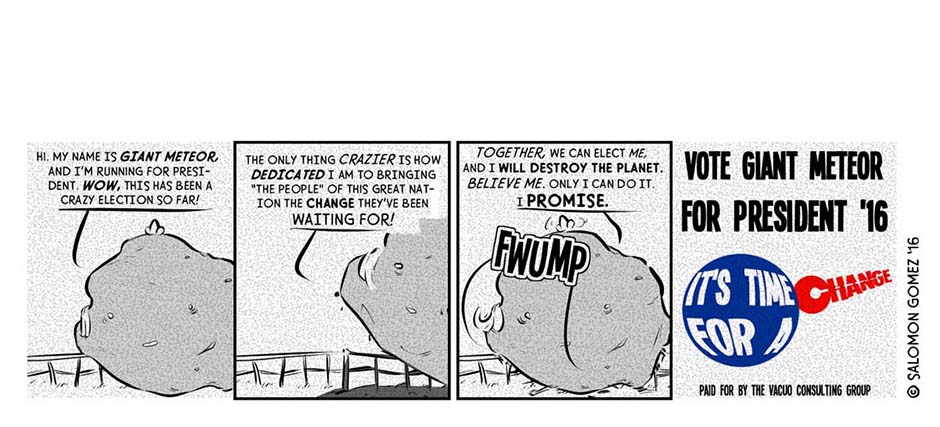 HI. MY NAME IS GIANT METEOR,
AND I'M RUNNING FOR PRESI-
DENT. WOW, THIS HAS BEEN A
CRAZY ELECTION SO FAR!
THE ONLY THING CRAZIER IS HOW
DEDICATED I AM TO BRINGING
"THE PEOPLE" OF THIS GREAT NAT-
ION THE CHANGE THEY'VE BEEN
WAITING FOR!
TOGETHER, WE CAN ELECT ME,
AND I WILL DESTROY THE PLANET.
BELIEVE ME. ONLY I CAN DO IT.
I PROMISE.
FWUMP
VOTE GIANT METEOR
FOR PRESIDENT '16
IT'S TIME
FOR A
CHANGE
PAID FOR BY THE VACUO CONSULTING GROUP
© SALOMON GOMEZ '16